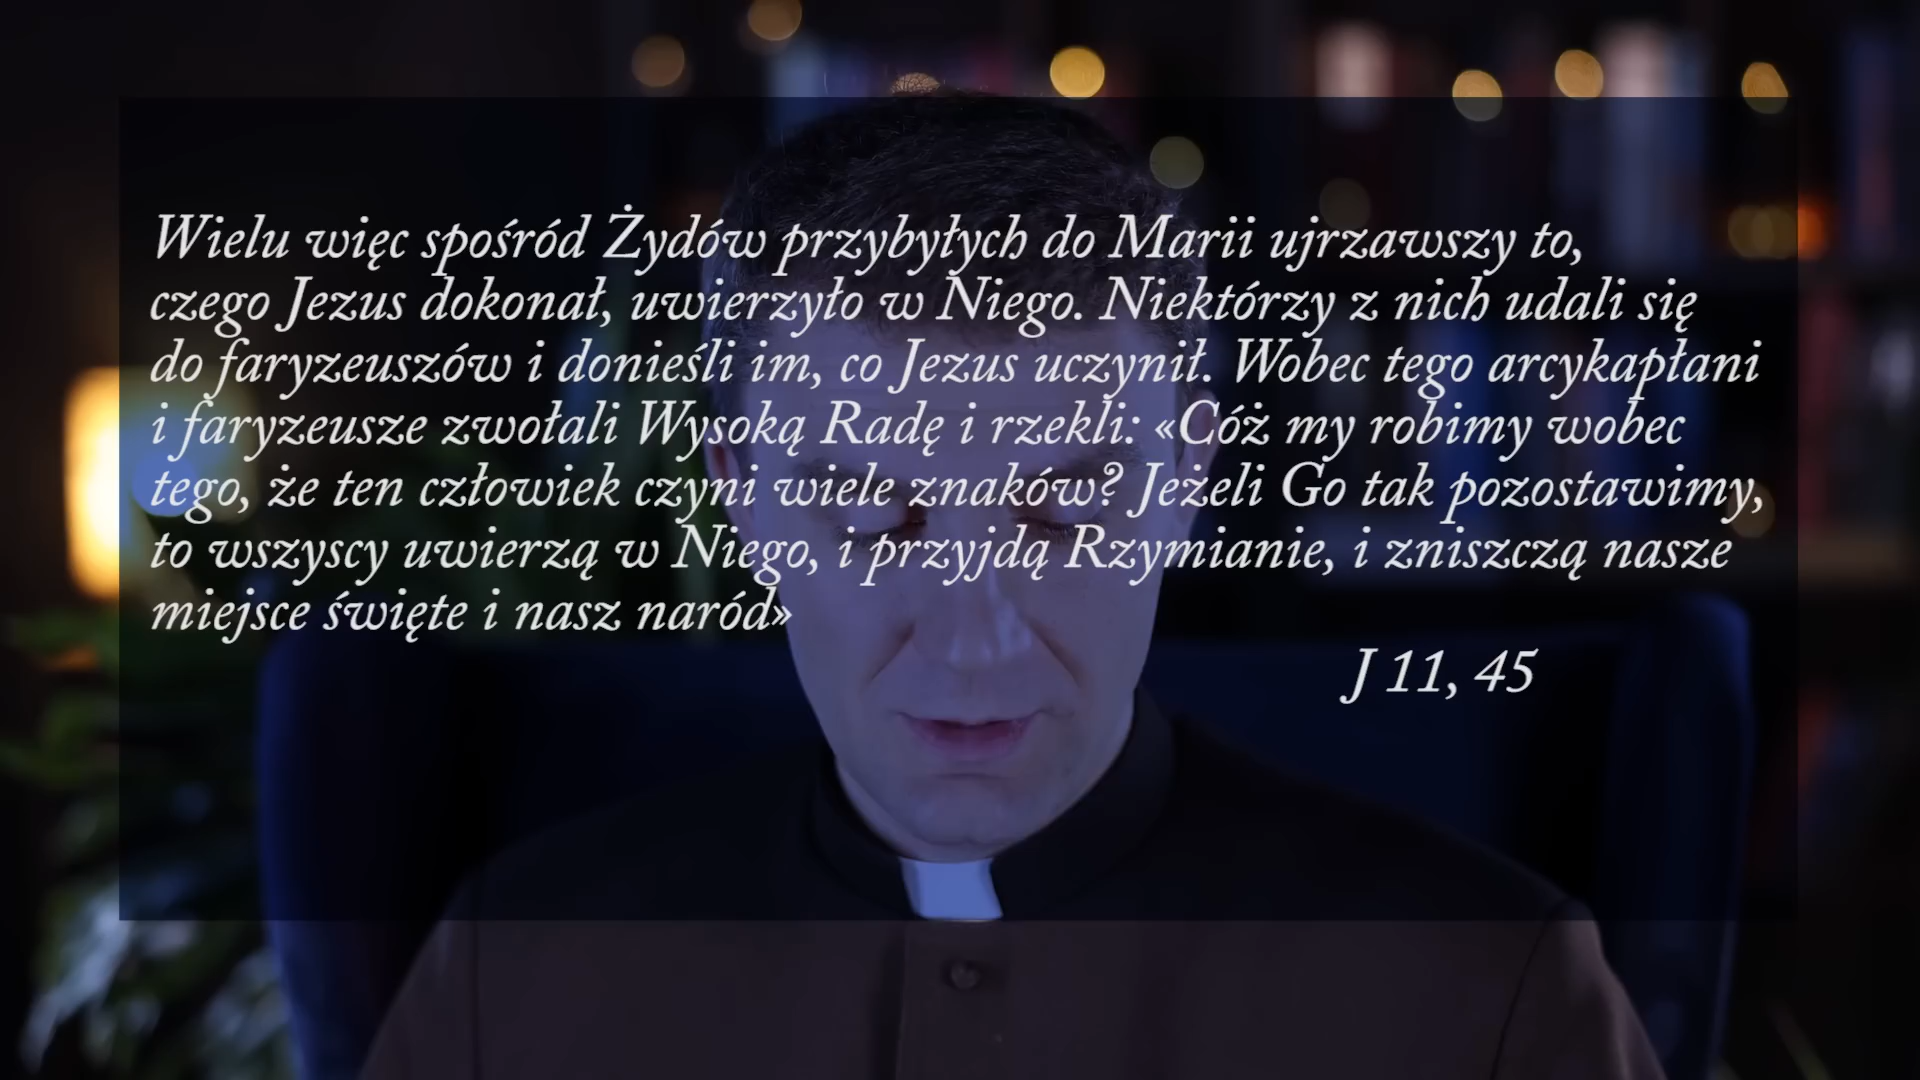 Wielu więc spośród Żydów przybyłych do Marii ujrzawszy to,
czego Jezus dokonał, uwierzyło w Niego. Niektórzy z nich udali się
do faryzeuszów i donieśli im, co Jezus uczynił. Wobec tego arcykapłani
i faryzeusze zwołali Wysoką Radę i rzekli: «Cóż my robimy wobec
tego, że ten człowiek czyni wiele znaków? Jeżeli Go tak pozostawimy,
to wszyscy uwierzą w Niego, i przyjdą Rzymianie, i zniszczą nasze
miejsce święte i nasz naród»
J 11, 45